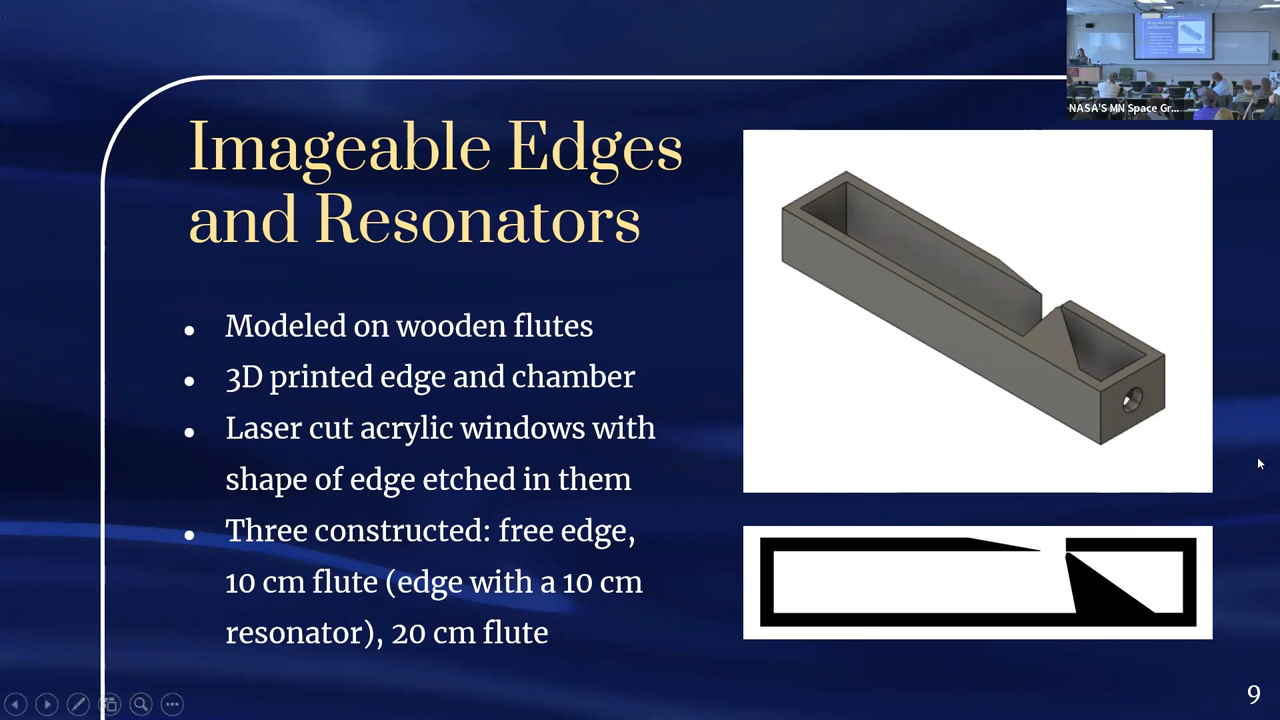 NASA'S MN Space Gr...
Imageable Edges
and Resonators
• Modeled on wooden flutes
• 3D printed edge and chamber
• Laser cut acrylic windows with
shape of edge etched in them
• Three constructed: free edge,
10 cm flute (edge with a 10 cm
resonator), 20 cm flute
9